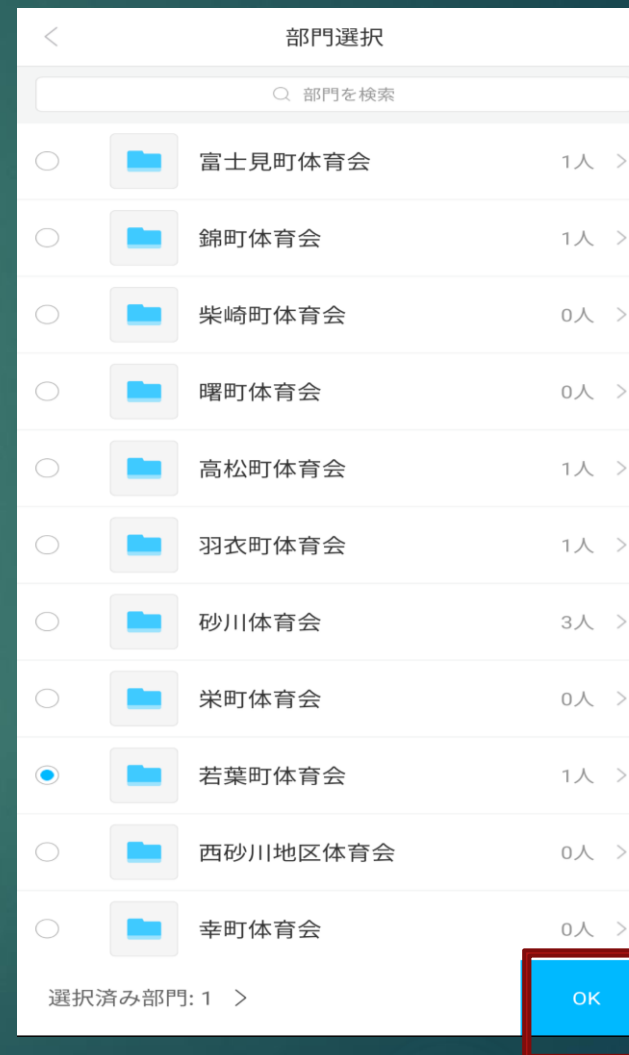 部門選択
部門を検索
富士見町体育会 1人
錦町体育会 1人
柴崎町体育会 0人
曙町体育会 0人
高松町体育会 1人
羽衣町体育会 1人
砂川体育会 3人
栄町体育会 0人
若葉町体育会 1人
西砂川地区体育会 0人
幸町体育会 0人
選択済み部門: 1 OK